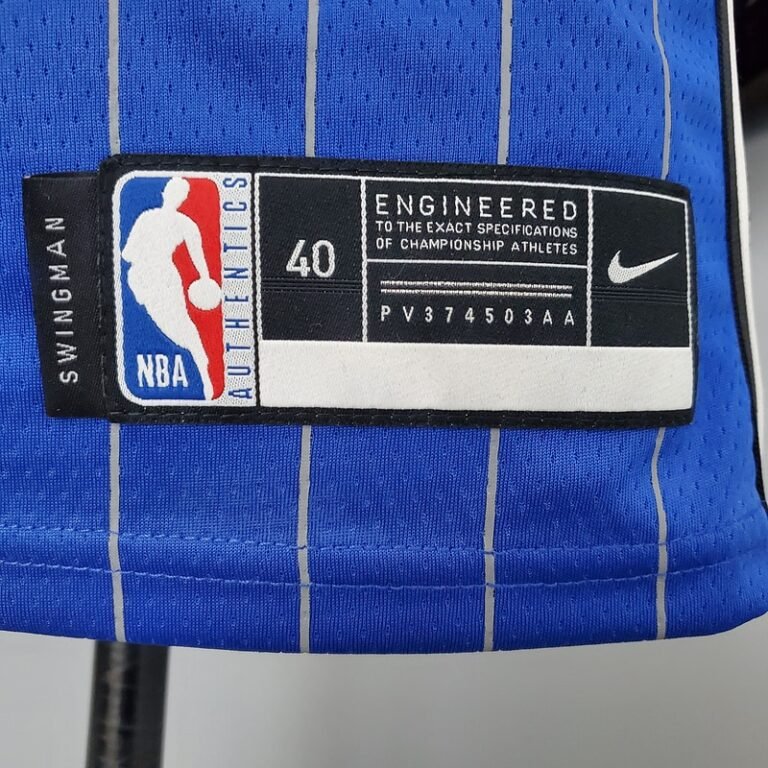 SWINGMAN
NBA
AUTHENTICS
40
ENGINEERED
TO THE EXACT SPECIFICATIONS
OF CHAMPIONSHIP ATHLETES
PV374503AA